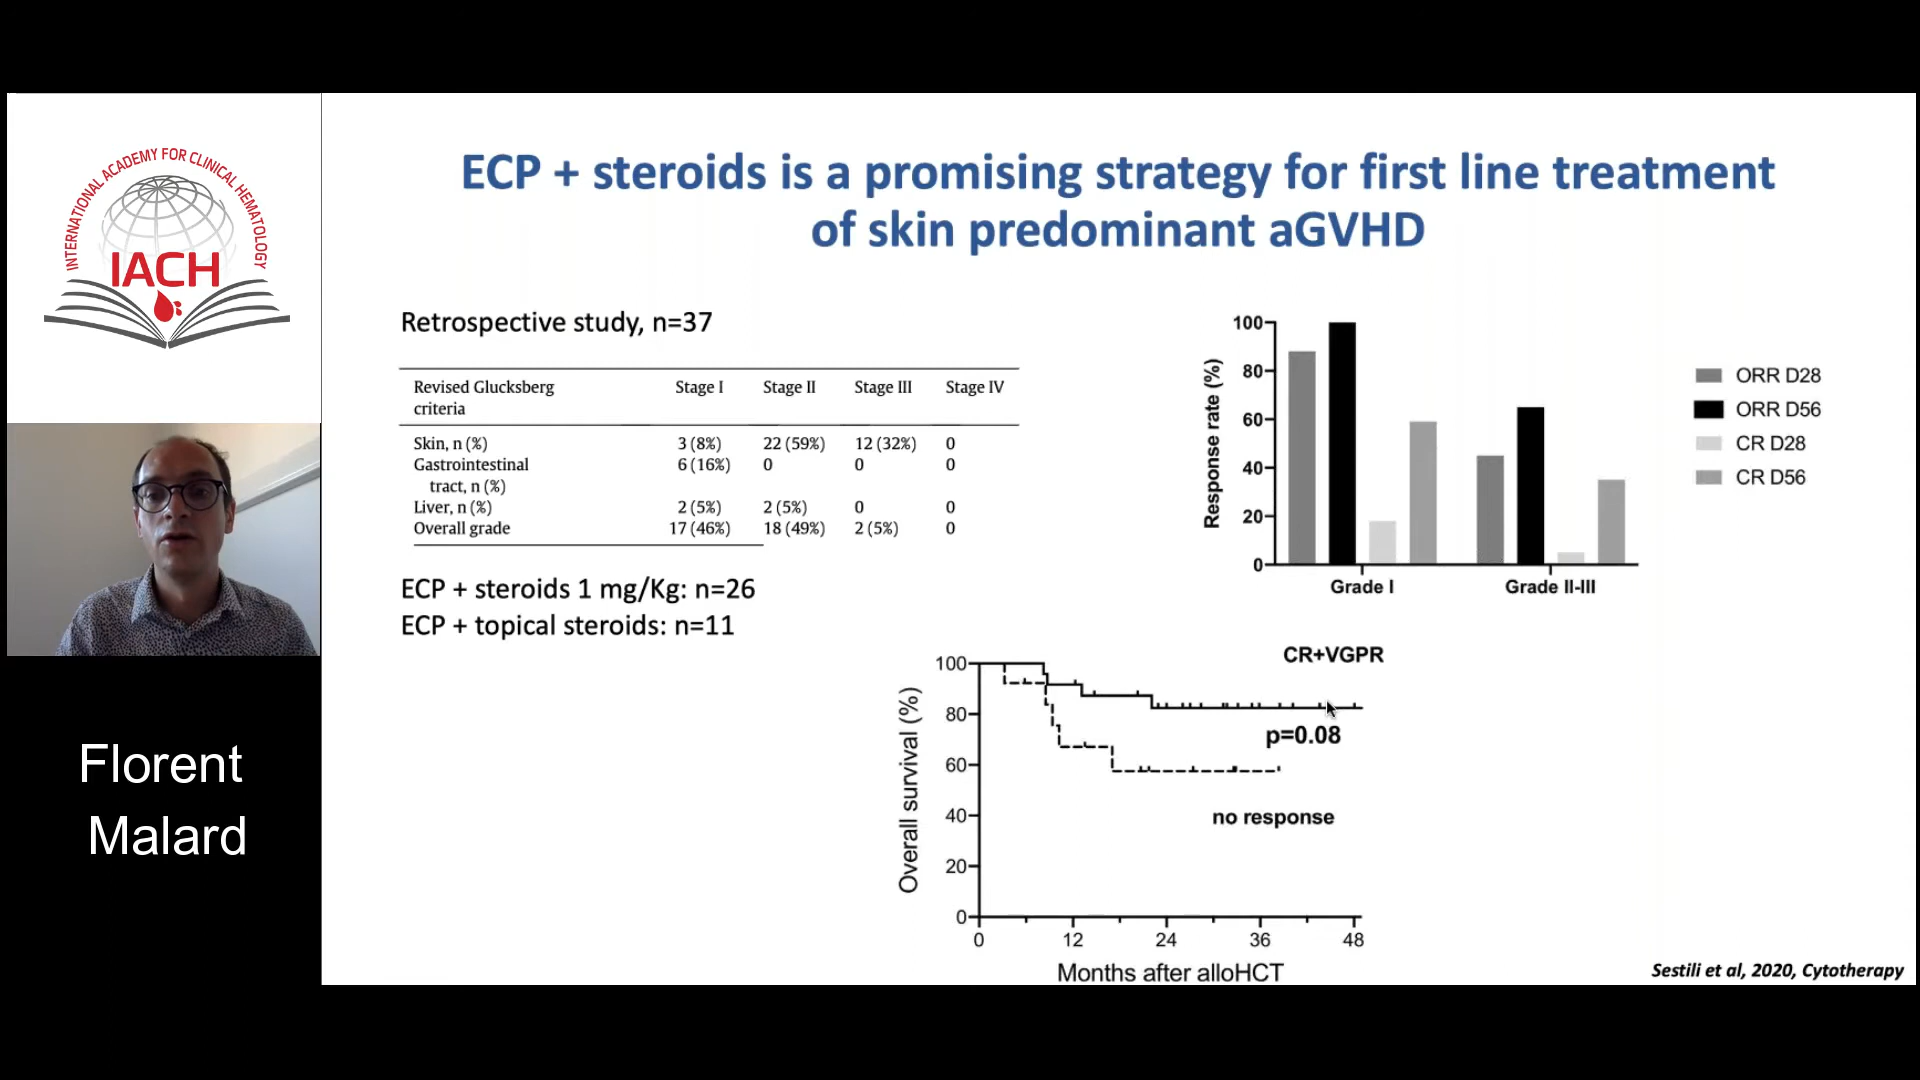 INTERNATIONAL ACADEMY FOR CLINICAL HEMATOLOGY
IACH
Florent
Malard
ECP + steroids is a promising strategy for first line treatment
of skin predominant aGVHD
Retrospective study, n=37
Revised Glucksberg criteria Stage I Stage II Stage III Stage IV
Skin, n (%) 3 (8%) 22 (59%) 12 (32%) 0
Gastrointestinal 6 (16%) 0 0 0
tract, n (%)
Liver, n (%) 2 (5%) 2 (5%) 0 0
Overall grade 17 (46%) 18 (49%) 2 (5%) 0
ECP + steroids 1 mg/Kg: n=26
ECP + topical steroids: n=11
Response rate (%)
100
80
60
40
20
0
Grade I Grade II-III
ORR D28
ORR D56
CR D28
CR D56
Overall survival (%)
100
80
60
40
20
0
CR+VGPR
p=0.08
no response
0 12 24 36 48
Months after alloHCT
Sestili et al, 2020, Cytotherapy